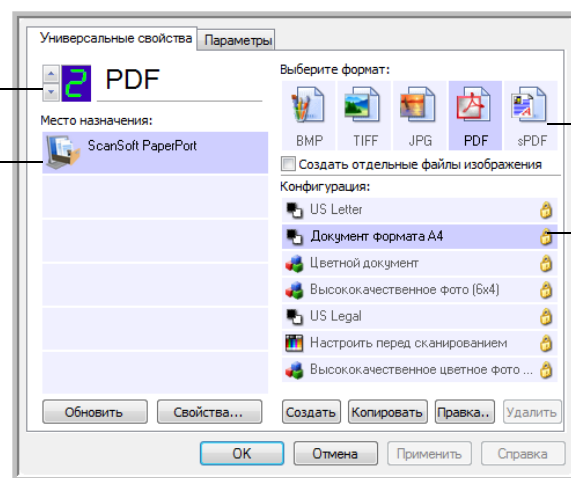 Универсальные свойства
Параметры
2 PDF
Место назначения:
ScanSoft PaperPort
Обновить
Свойства...
Выберите формат:
BMP TIFF JPG PDF sPDF
Создать отдельные файлы изображения
Конфигурация:
US Letter
Документ формата A4
Цветной документ
Высококачественное фото (6x4)
US Legal
Настроить перед сканированием
Высококачественное цветное фото ...
Создать
Копировать
Правка..
Удалить
OK
Отмена
Применить
Справка